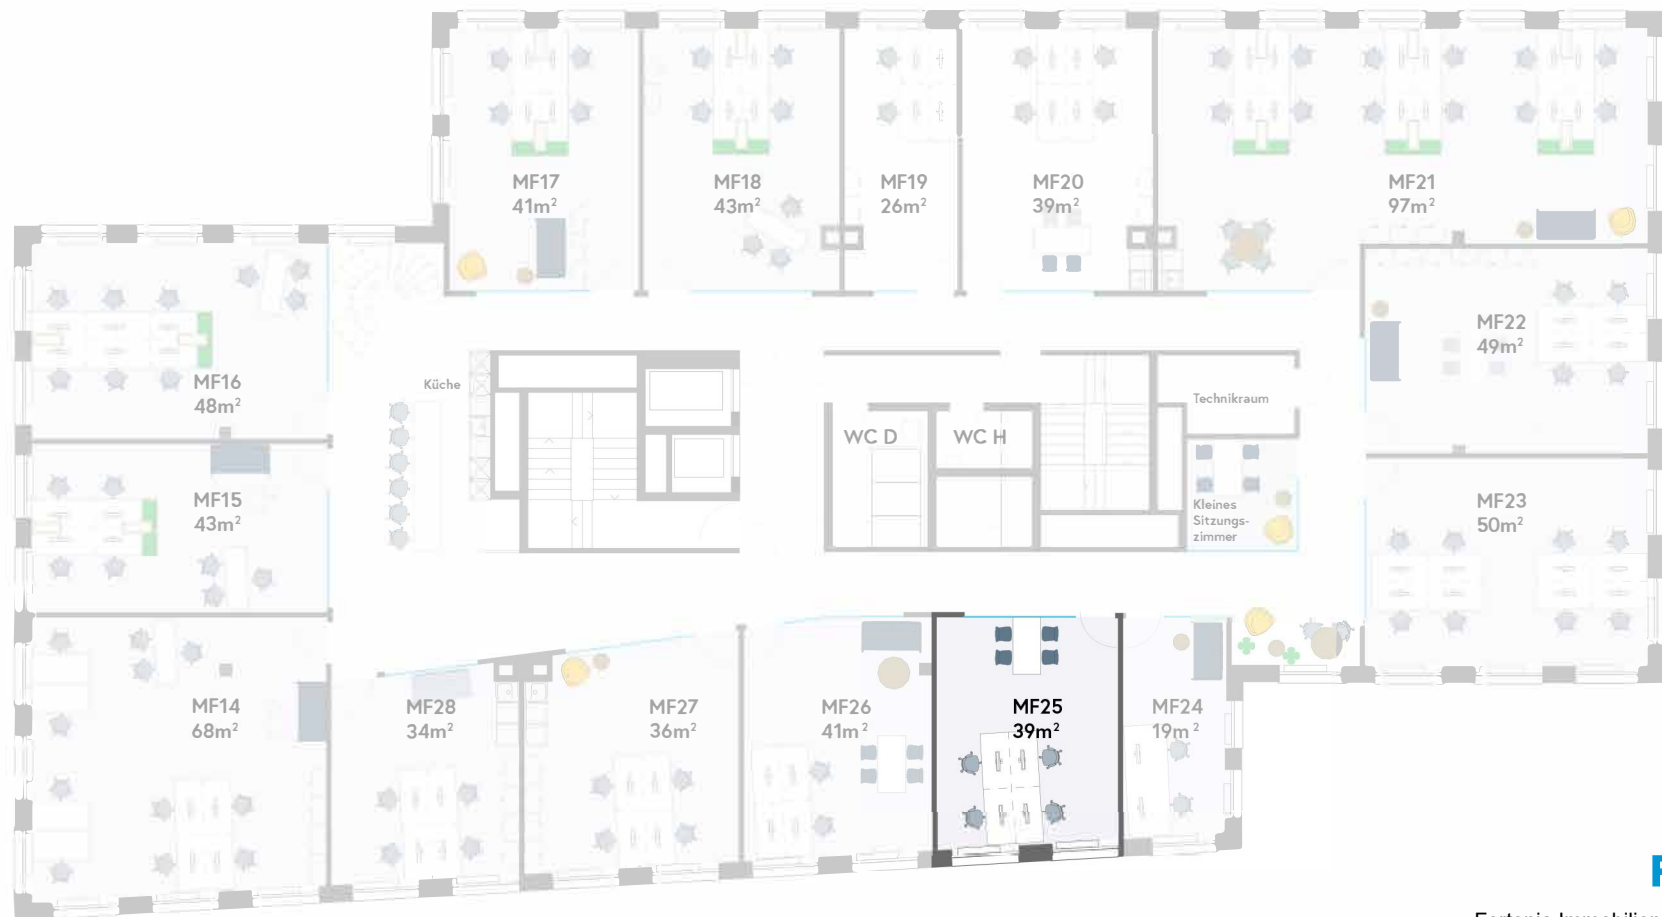 MF17
41m²
MF18
43m²
MF19
26m²
MF20
39m²
MF21
97m²
MF22
49m²
MF16
48m²
Küche
Technikraum
WC D
WC H
MF15
43m²
Kleines
Sitzungs-
zimmer
MF23
50m²
MF14
68m²
MF28
34m²
MF27
36m²
MF26
41m²
MF25
39m²
MF24
19m²